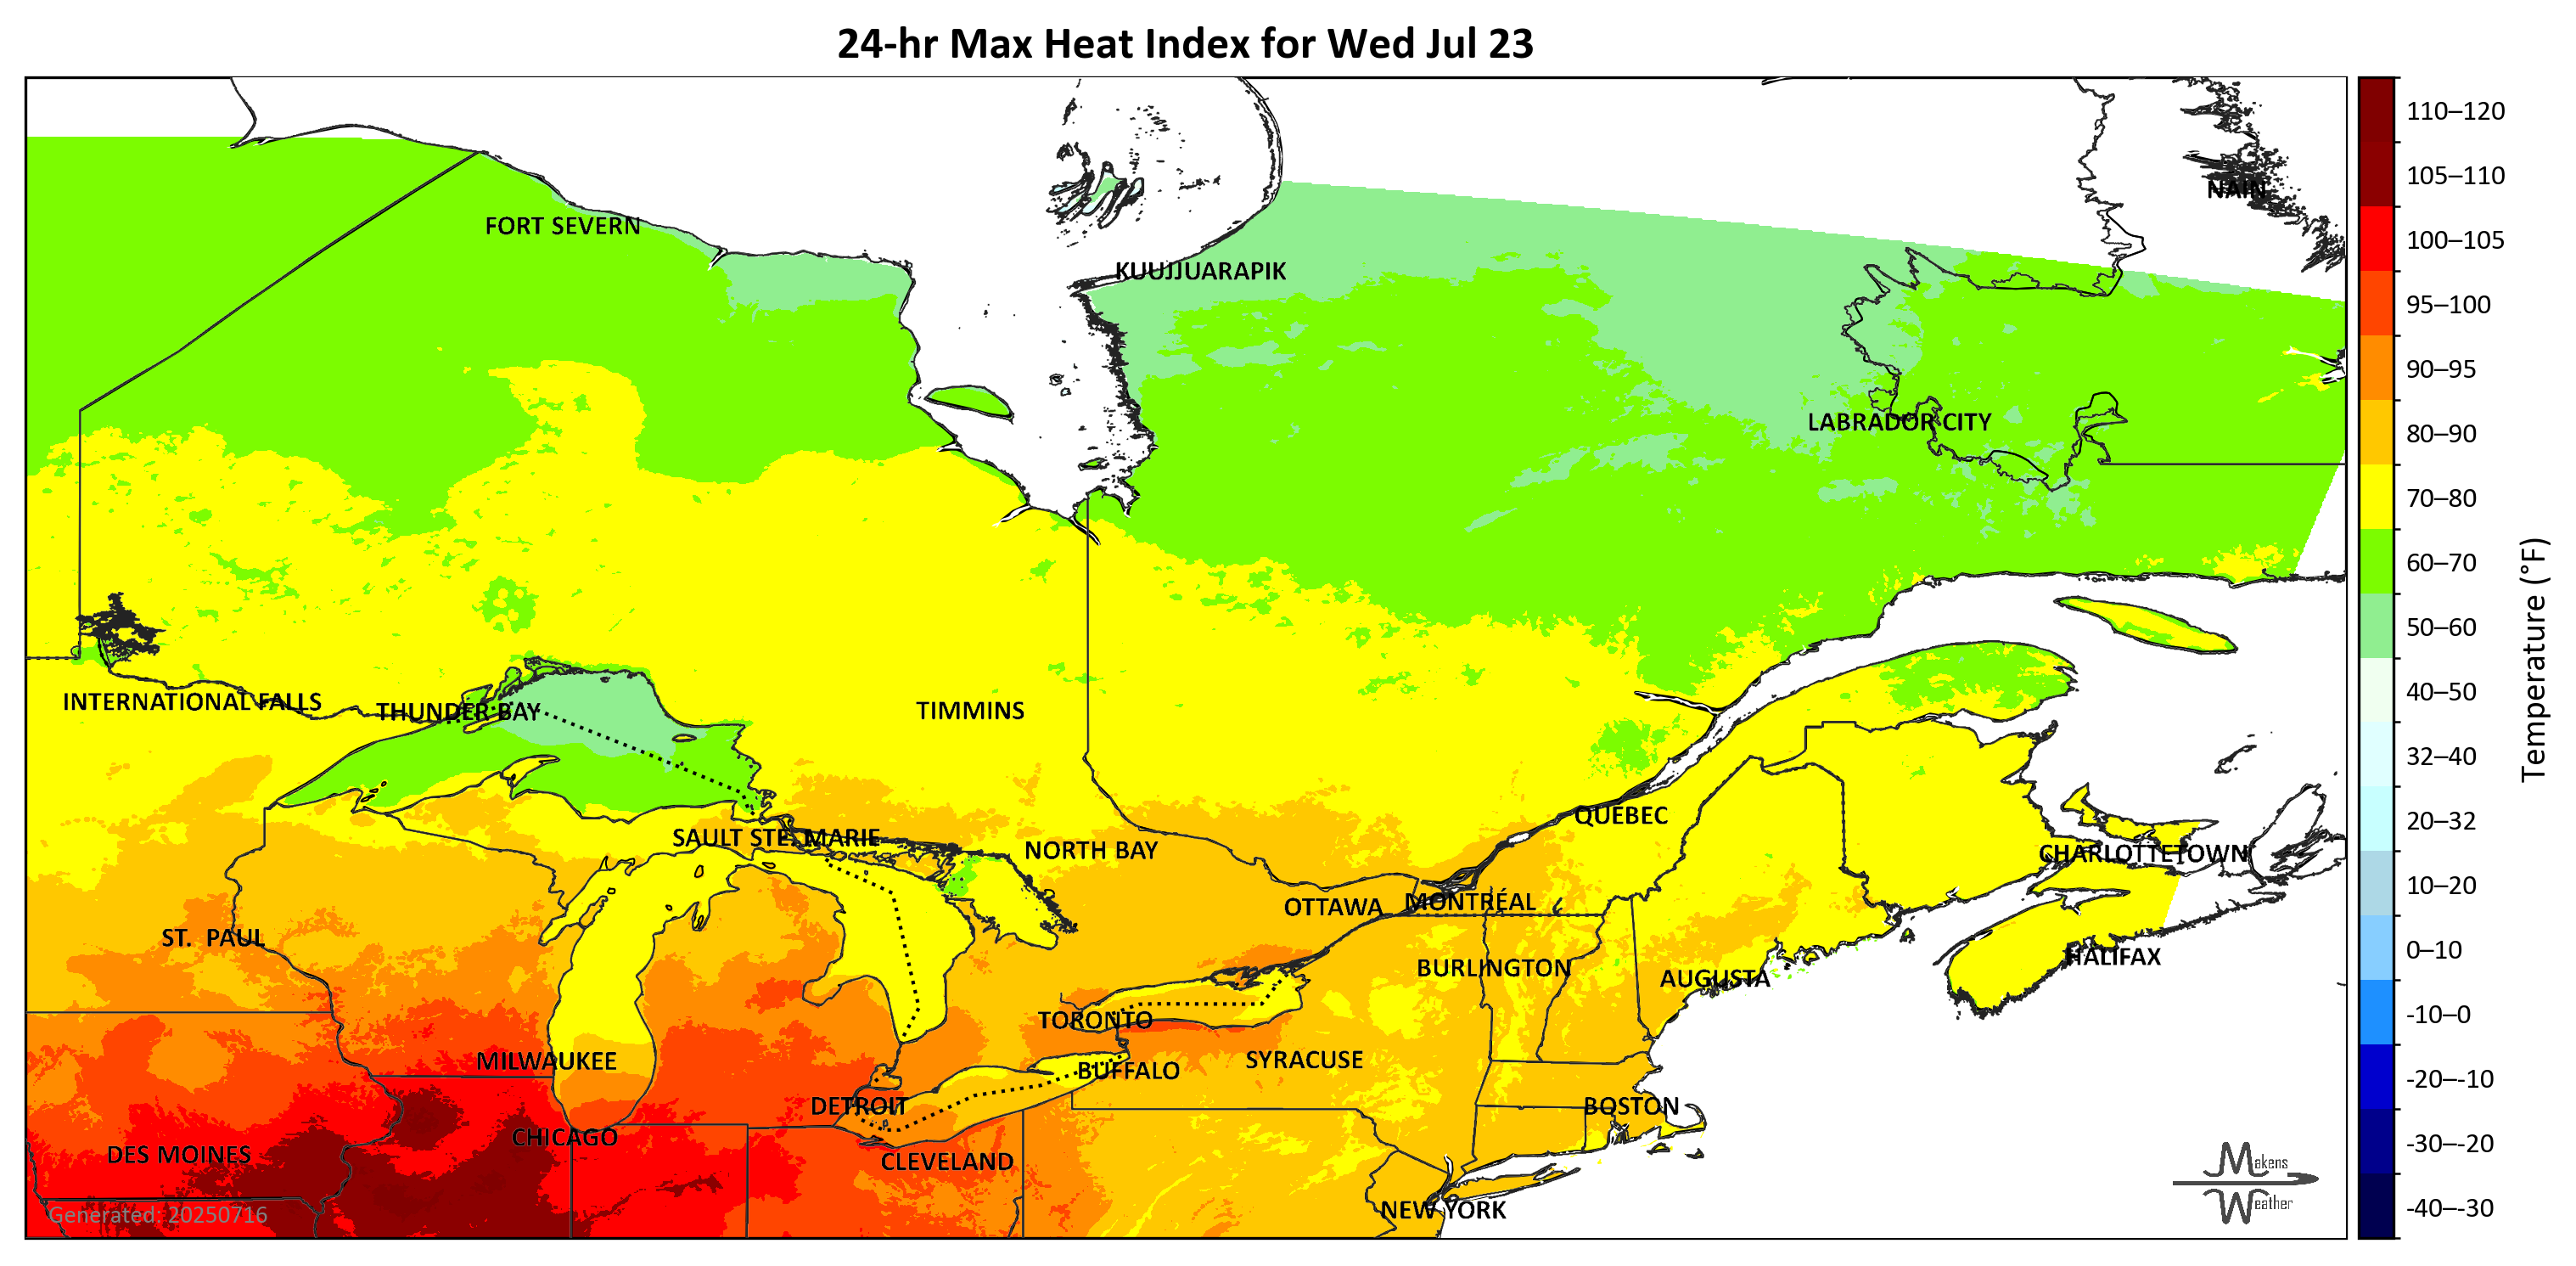 24-hr Max Heat Index for Wed Jul 23
NAIN
FORT SEVERN
KUUJJUARAPIK
LABRADOR CITY
INTERNATIONAL FALLS
THUNDER BAY
TIMMINS
QUEBEC
SAULT STE. MARIE
NORTH BAY
CHARLOTTETOWN
OTTAWA
MONTRÉAL
ST.  PAUL
HALIFAX
BURLINGTON
AUGUSTA
TORONTO
MILWAUKEE
SYRACUSE
BUFFALO
DETROIT
BOSTON
CHICAGO
DES MOINES
CLEVELAND
NEW YORK
Generated: 20250716
Makens
Weather
110–120
105–110
100–105
95–100
90–95
80–90
70–80
60–70
50–60
40–50
32–40
20–32
10–20
0–10
-10–0
-20–-10
-30–-20
-40–-30
Temperature (°F)